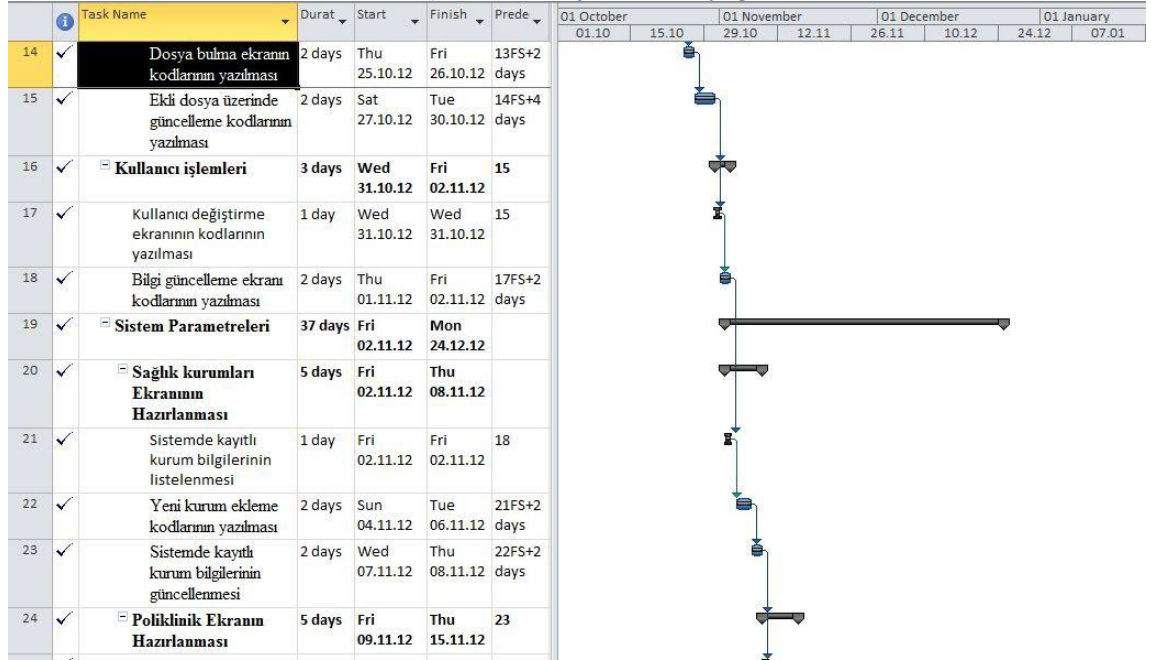 Task Name Durat Start Finish Prede 01 October 01 November 01 December 01 January
01.10 15.10 29.10 12.11 26.11 10.12 24.12 07.01
14 Dosya bulma ekranın 2 days Thu Fri 13FS+2
kodlarının yazılması 25.10.12 26.10.12 days
15 Ekli dosya üzerinde 2 days Sat Tue 14FS+4
güncelleme kodlarının 27.10.12 30.10.12 days
yazılması
16 Kullanıcı işlemleri 3 days Wed Fri 15
31.10.12 02.11.12
17 Kullanıcı değiştirme 1 day Wed Wed 15
ekranının kodlarının 31.10.12 31.10.12
yazılması
18 Bilgi güncelleme ekranı 2 days Thu Fri 17FS+2
kodlarının yazılması 01.11.12 02.11.12 days
19 Sistem Parametreleri 37 days Fri Mon
02.11.12 24.12.12
20 Sağlık kurumları 5 days Fri Thu
Ekranının 02.11.12 08.11.12
Hazırlanması
21 Sistemde kayıtlı 1 day Fri Fri 18
kurum bilgilerinin 02.11.12 02.11.12
listelenmesi
22 Yeni kurum ekleme 2 days Sun Tue 21FS+2
kodlarının yazılması 04.11.12 06.11.12 days
23 Sistemde kayıtlı 2 days Wed Thu 22FS+2
kurum bilgilerinin 07.11.12 08.11.12 days
güncellenmesi
24 Poliklinik Ekranın 5 days Fri Thu 23
Hazırlanması 09.11.12 15.11.12